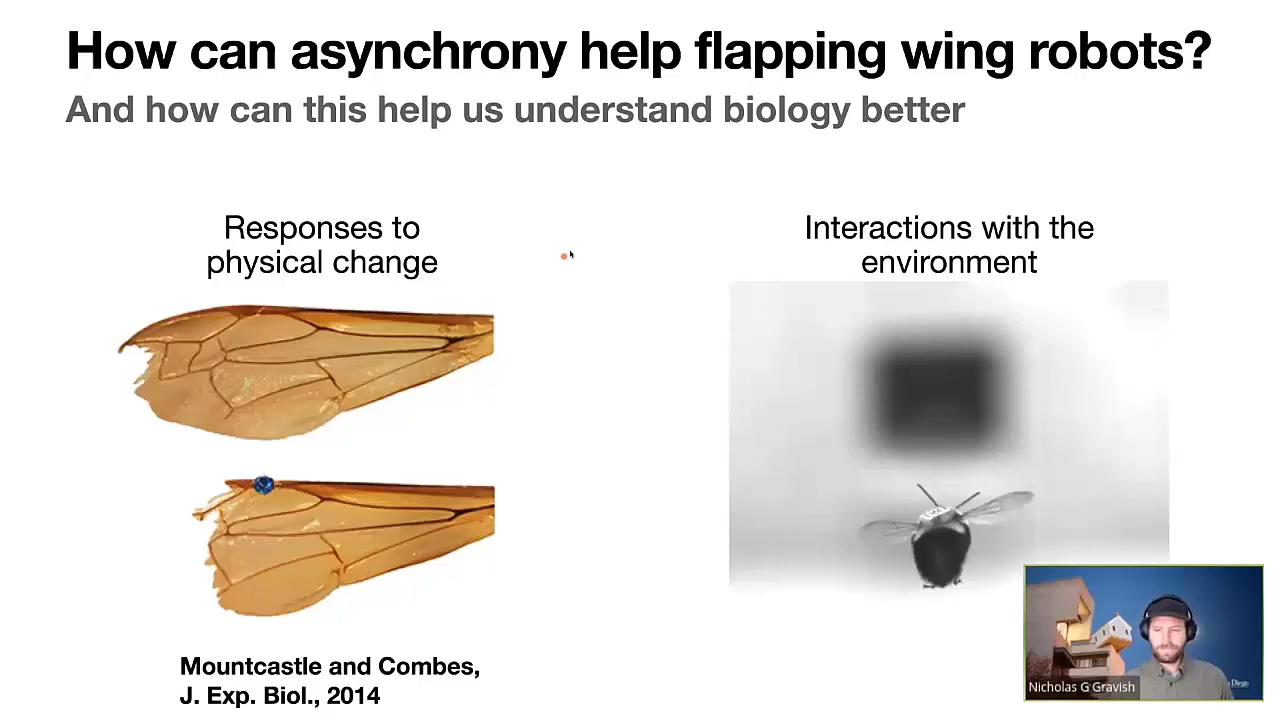 How can asynchrony help flapping wing robots?
And how can this help us understand biology better
Responses to
physical change
Interactions with the
environment
Mountcastle and Combes,
J. Exp. Biol., 2014
Nicholas G Gravish
Diego